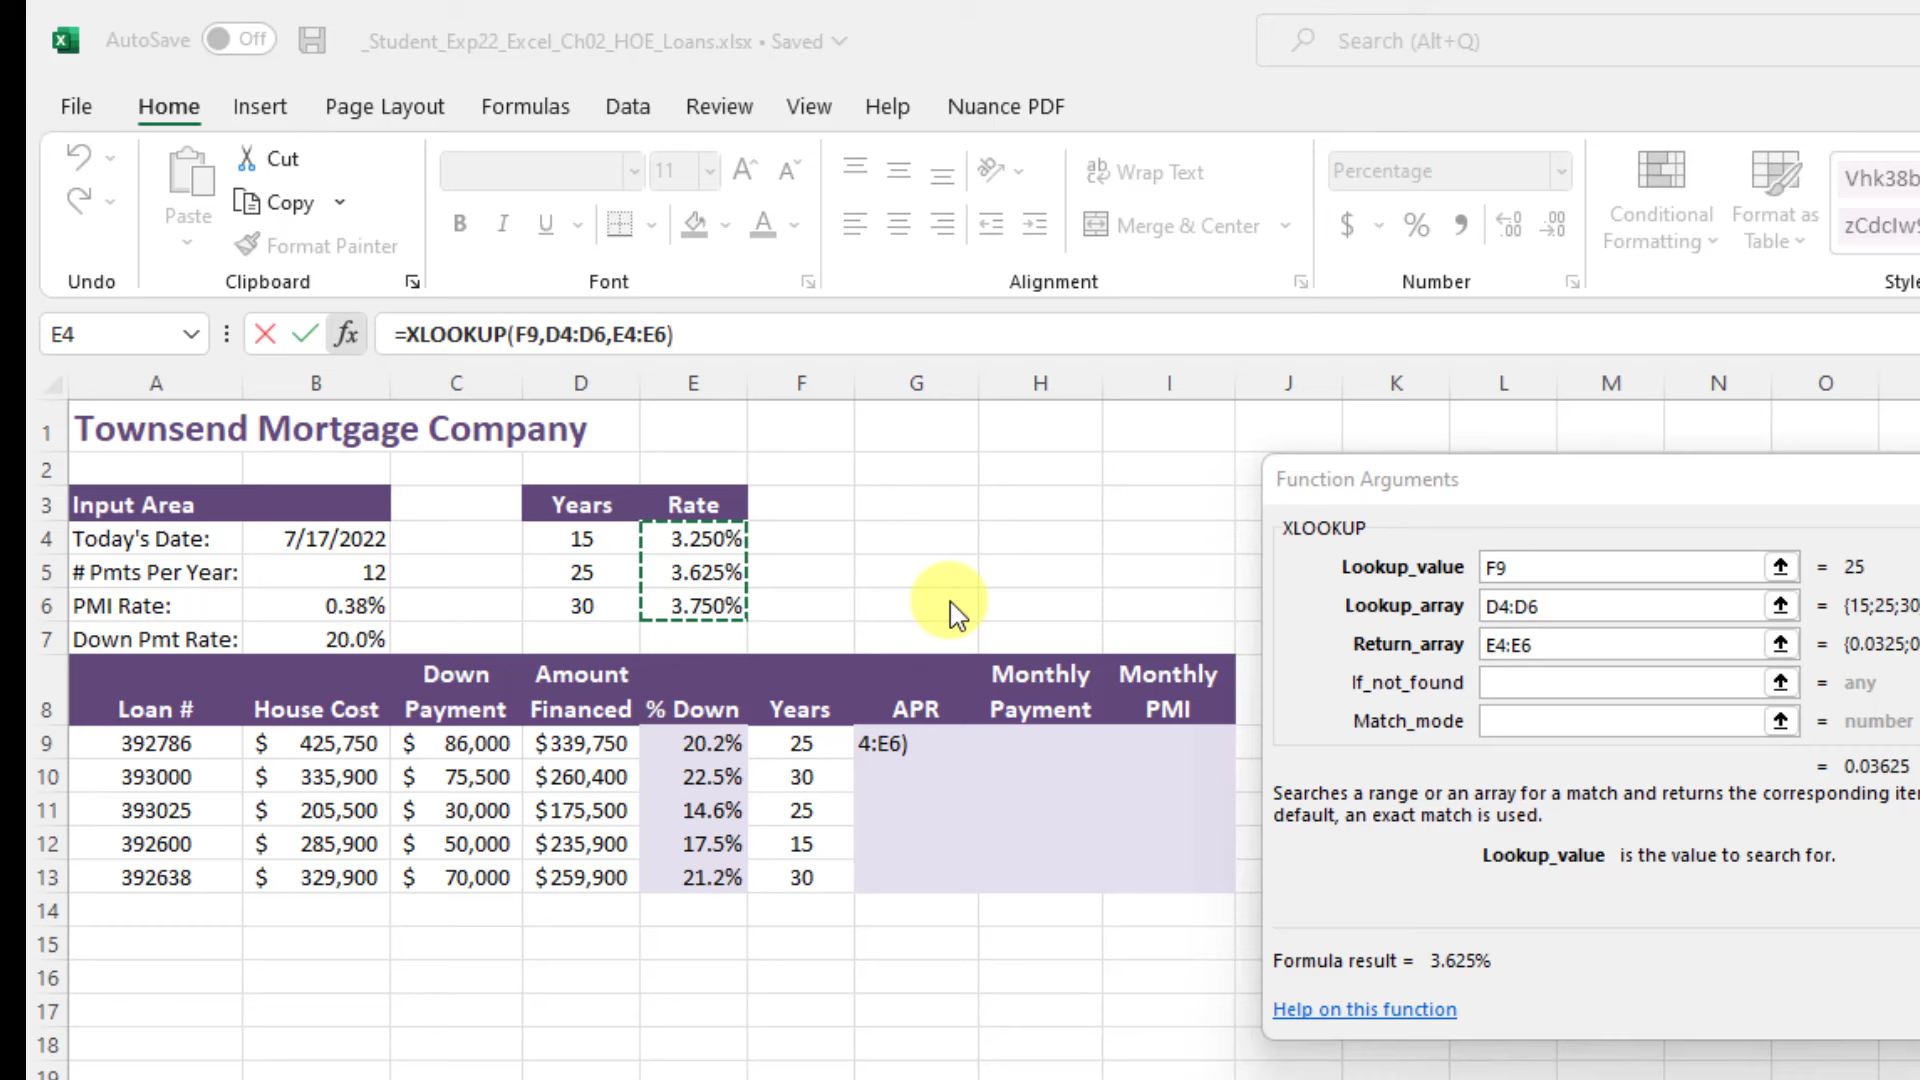 AutoSave Off _Student_Exp22_Excel_Ch02_HOE_Loans.xlsx • Saved Search (Alt+Q)
File Home Insert Page Layout Formulas Data Review View Help Nuance PDF
Cut
Copy
Format Painter
Paste
Undo
Clipboard
11
B I U
Font
ab Wrap Text
Merge & Center
Alignment
Percentage
$ % ,
Number
Conditional Formatting
Format as Table
Vhk38b
zCdcIw
Style
E4 fx =XLOOKUP(F9,D4:D6,E4:E6)
A B C D E F G H I J K L M N O
1 Townsend Mortgage Company
2
3 Input Area Years Rate
4 Today's Date: 7/17/2022 15 3.250%
5 # Pmts Per Year: 12 25 3.625%
6 PMI Rate: 0.38% 30 3.750%
7 Down Pmt Rate: 20.0%
Down Amount Monthly Monthly
8 Loan # House Cost Payment Financed % Down Years APR Payment PMI
9 392786 $ 425,750 $ 86,000 $339,750 20.2% 25 4:E6)
10 393000 $ 335,900 $ 75,500 $260,400 22.5% 30
11 393025 $ 205,500 $ 30,000 $175,500 14.6% 25
12 392600 $ 285,900 $ 50,000 $235,900 17.5% 15
13 392638 $ 329,900 $ 70,000 $259,900 21.2% 30
14
15
16
17
18
19
Function Arguments
XLOOKUP
Lookup_value F9 = 25
Lookup_array D4:D6 = {15;25;30
Return_array E4:E6 = {0.0325;0
If_not_found = any
Match_mode = number
= 0.03625
Searches a range or an array for a match and returns the corresponding ite
default, an exact match is used.
Lookup_value is the value to search for.
Formula result = 3.625%
Help on this function